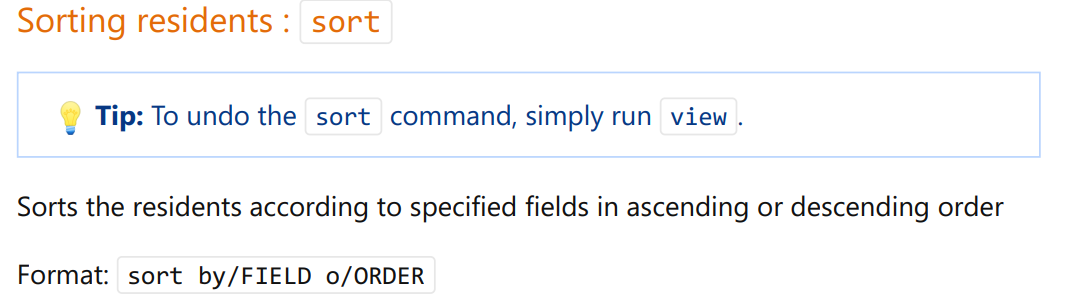 Sorting residents : sort
Tip: To undo the sort command, simply run view.
Sorts the residents according to specified fields in ascending or descending order
Format: sort by/FIELD o/ORDER